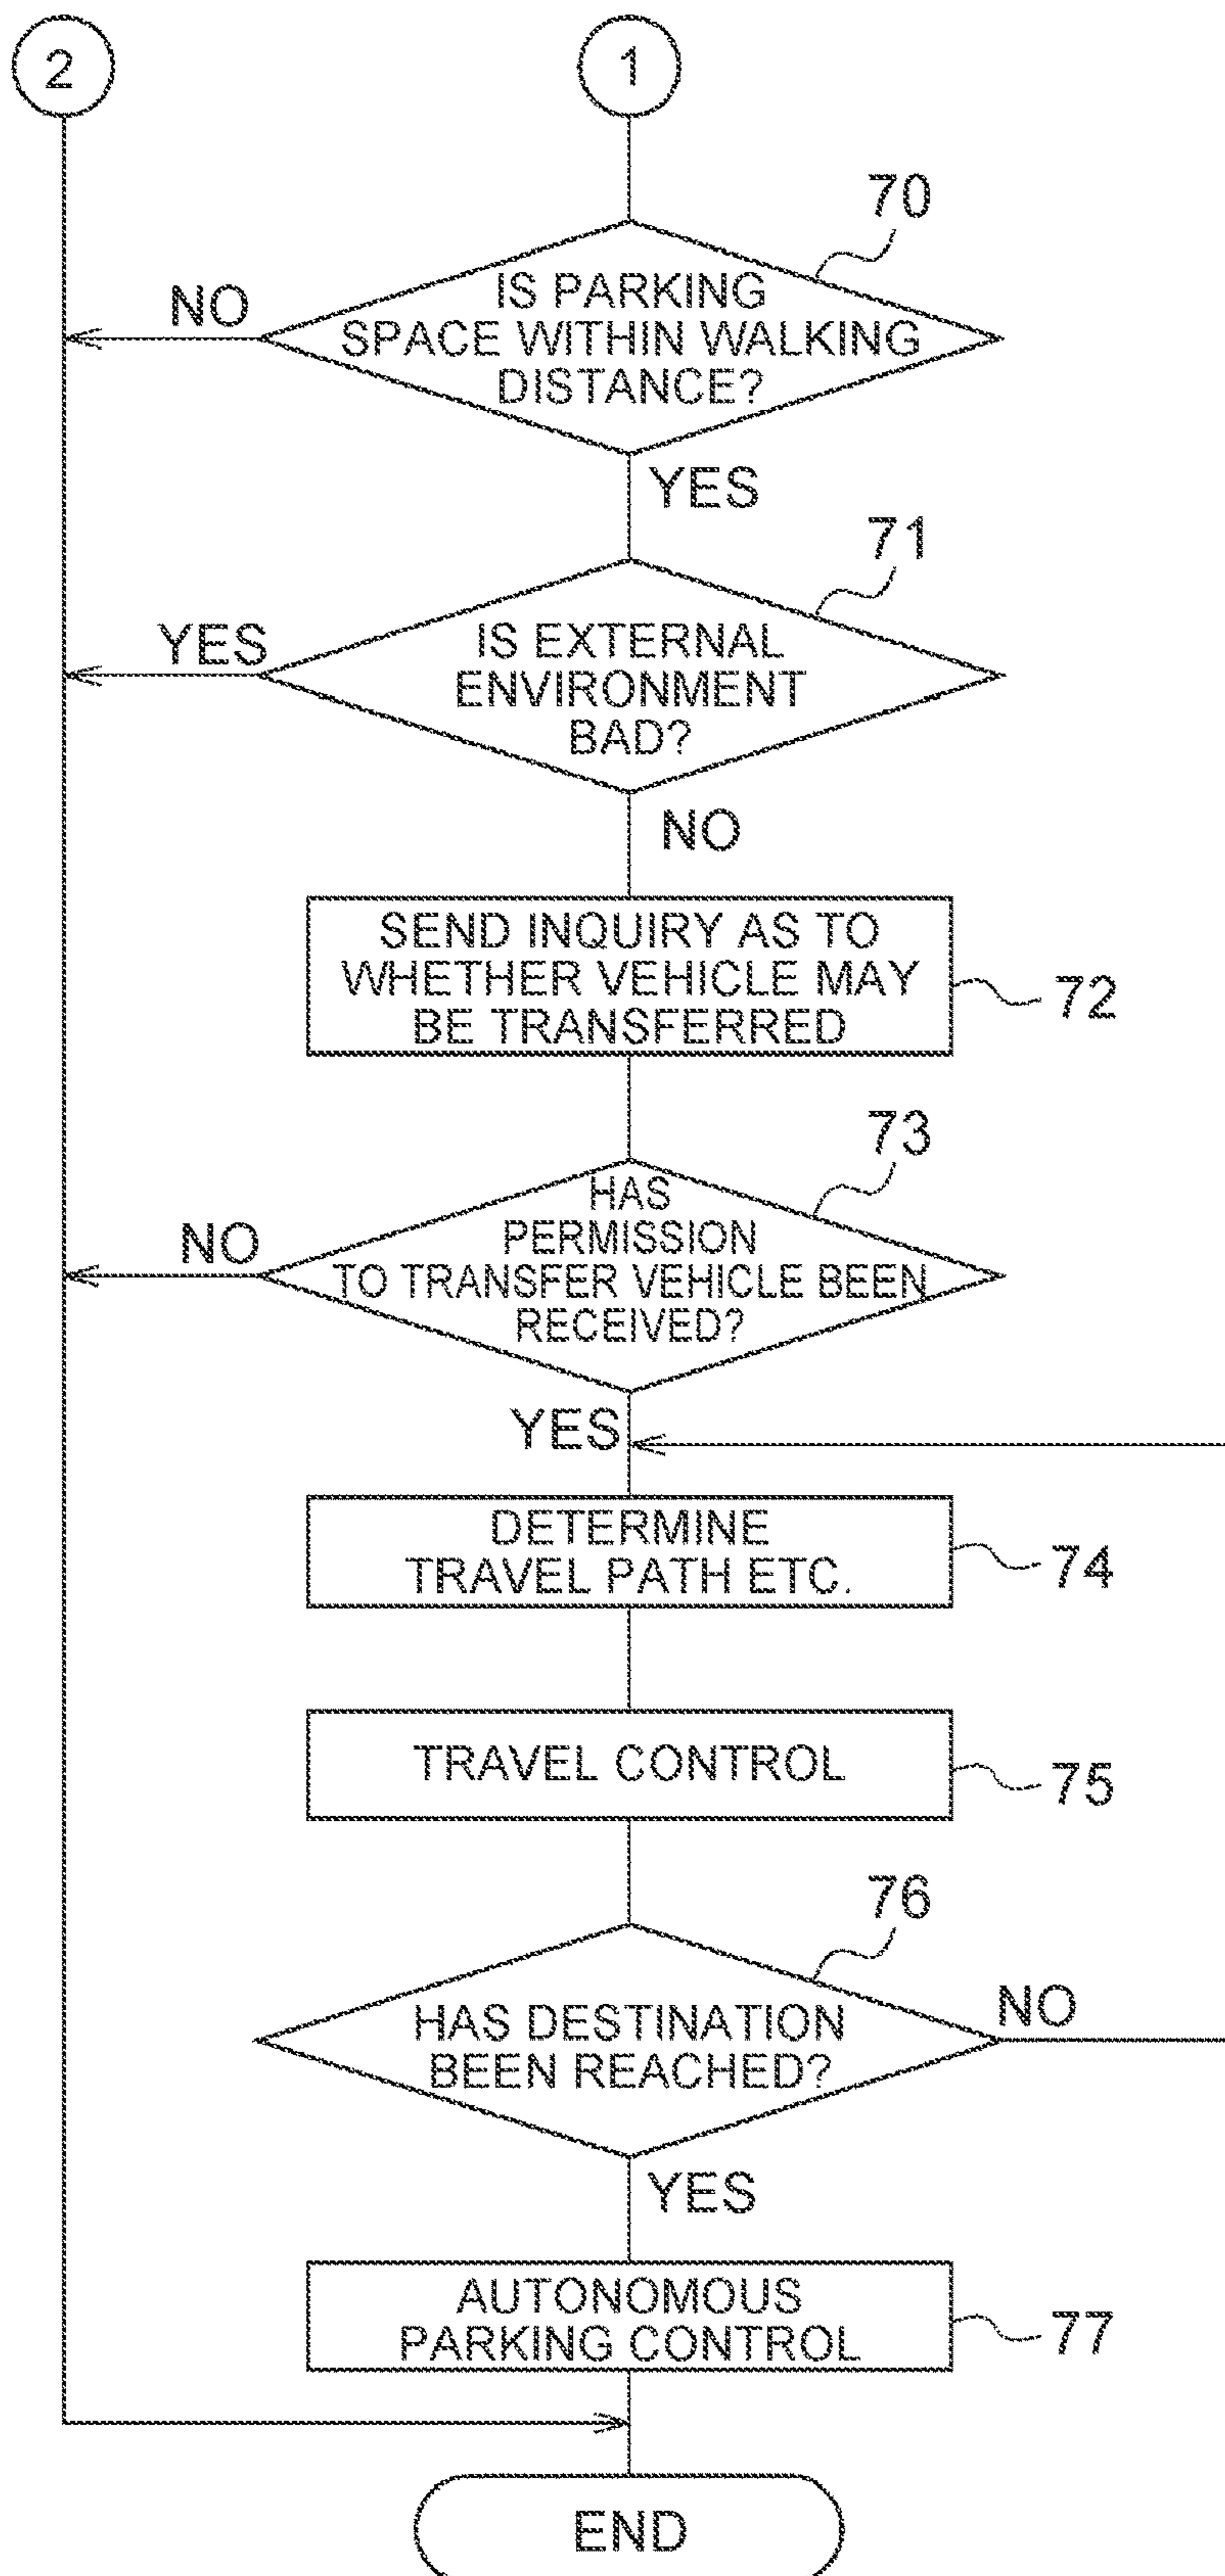 2
1
70
IS PARKING
SPACE WITHIN WALKING
DISTANCE?
NO
YES
71
IS EXTERNAL
ENVIRONMENT
BAD?
YES
NO
SEND INQUIRY AS TO
WHETHER VEHICLE MAY
BE TRANSFERRED
72
73
HAS
PERMISSION
TO TRANSFER VEHICLE BEEN
RECEIVED?
NO
YES
DETERMINE
TRAVEL PATH ETC.
74
TRAVEL CONTROL
75
76
HAS DESTINATION
BEEN REACHED?
NO
YES
AUTONOMOUS
PARKING CONTROL
77
END